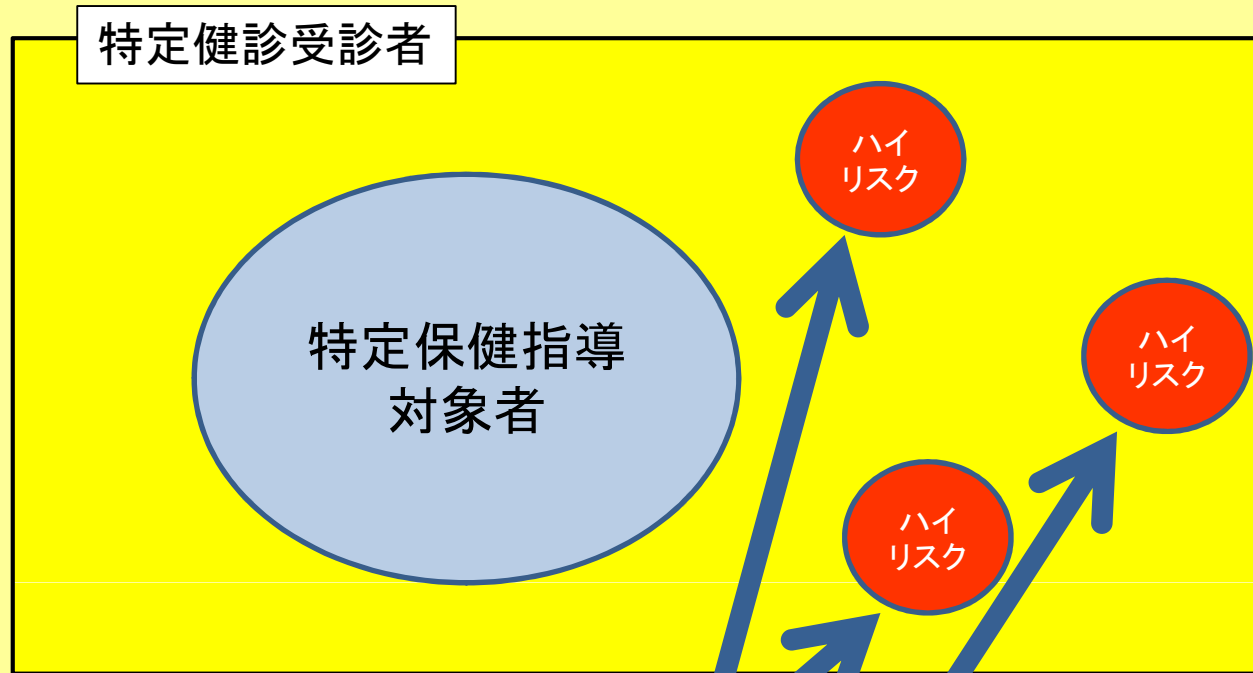 特定健診受診者
ハイ
リスク
特定保健指導
対象者
ハイ
リスク
ハイ
リスク